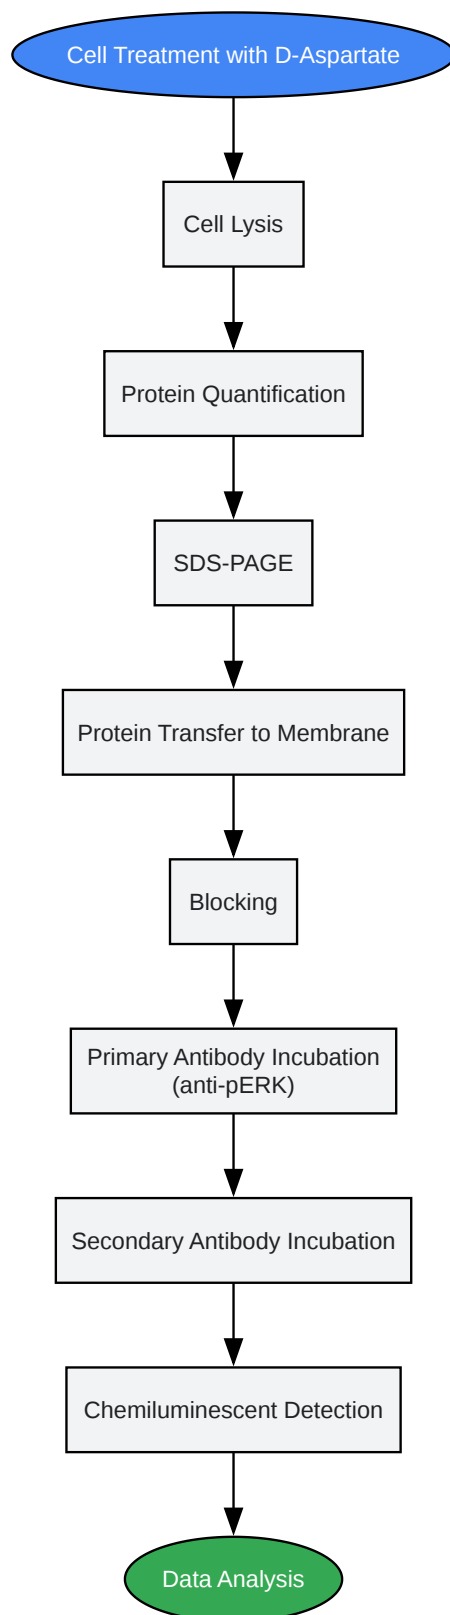 Cell Treatment with D-Aspartate
Cell Lysis
Protein Quantification
SDS-PAGE
Protein Transfer to Membrane
Blocking
Primary Antibody Incubation
(anti-pERK)
Secondary Antibody Incubation
Chemiluminescent Detection
Data Analysis